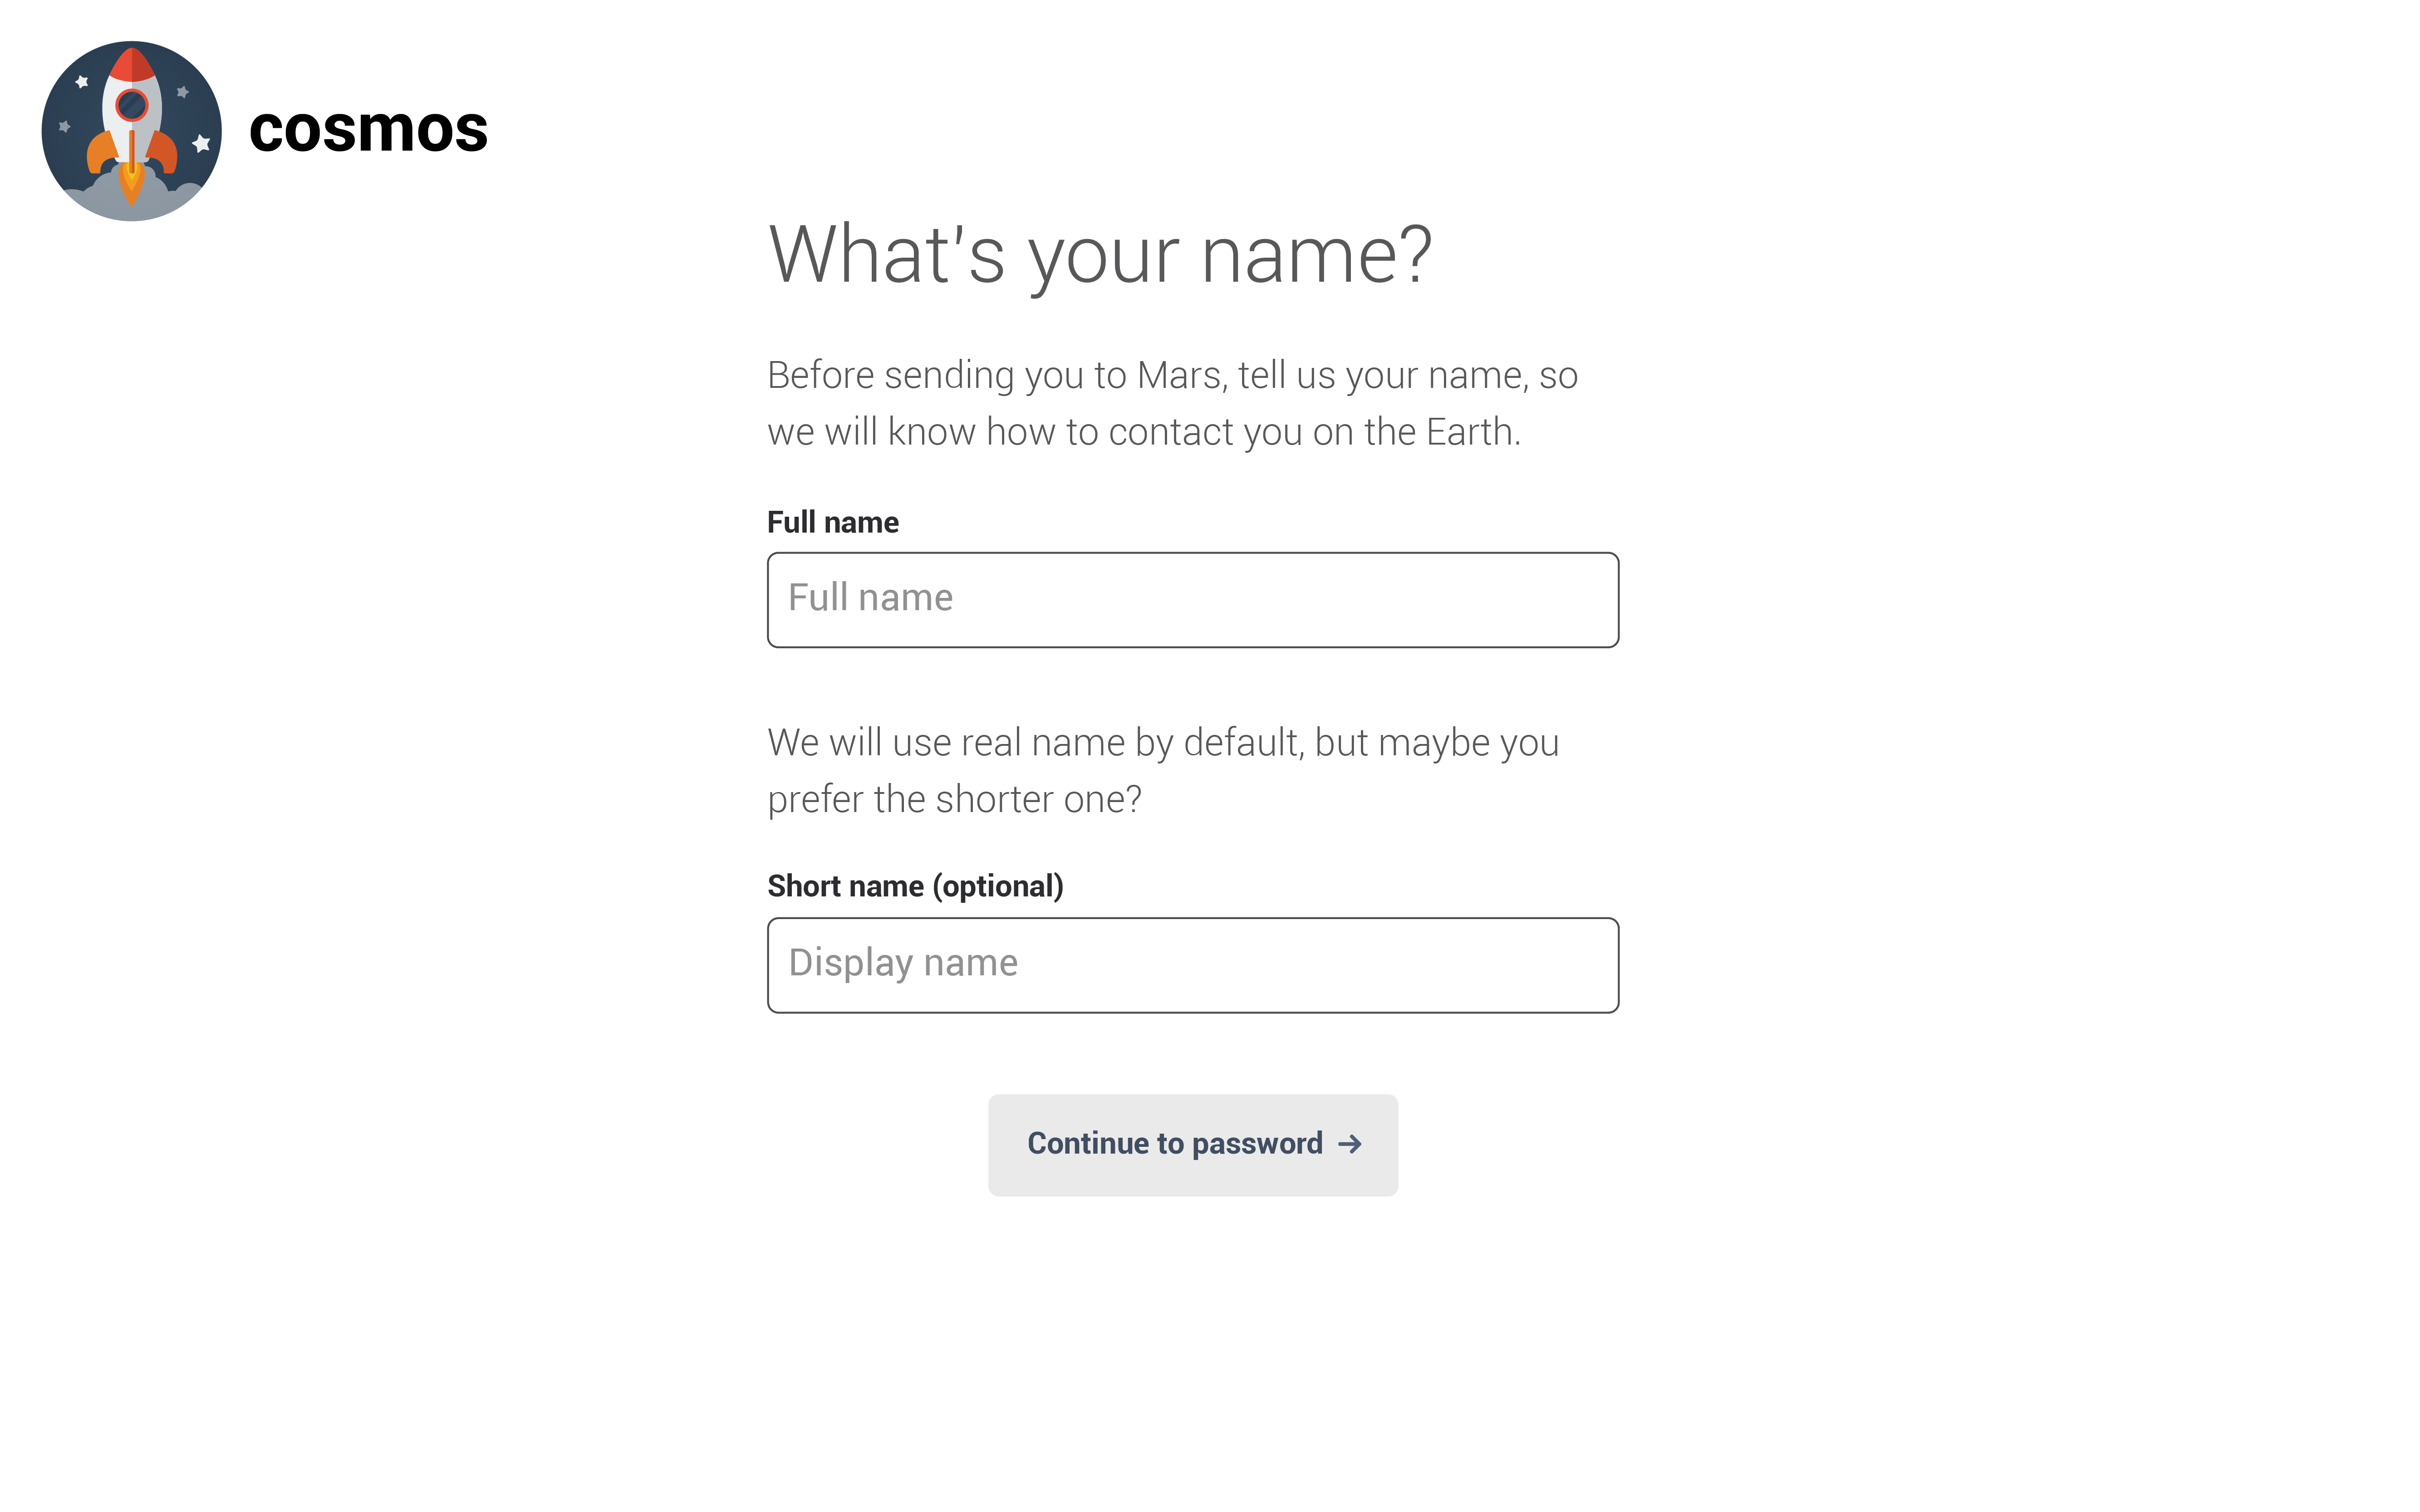 cosmos
What's your name?
Before sending you to Mars, tell us your name, so
we will know how to contact you on the Earth.
Full name
Full name
We will use real name by default, but maybe you
prefer the shorter one?
Short name (optional)
Display name
Continue to password →